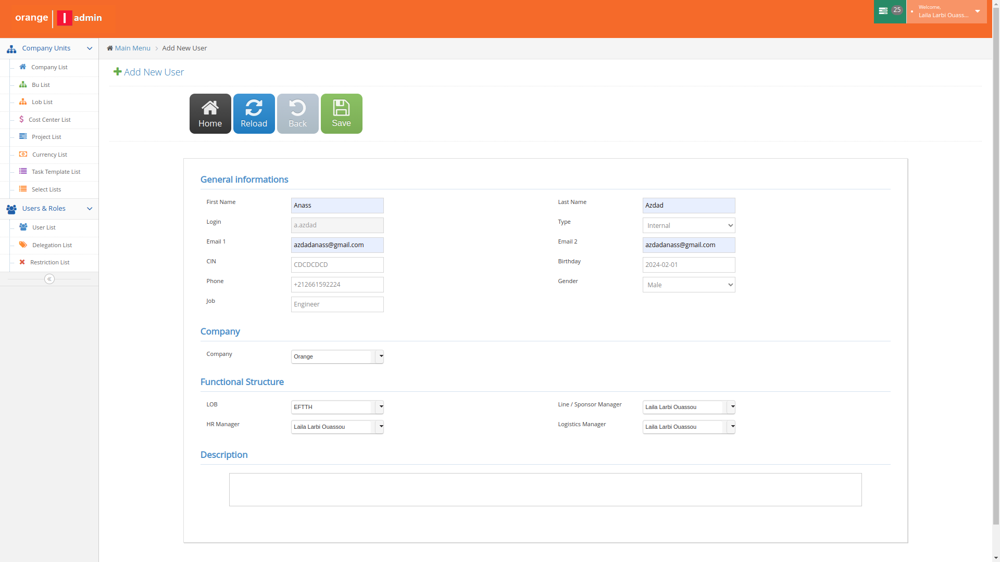 orange | admin
25
Welcome,
Laila Larbi Ouass...
Company Units
Company List
Bu List
Lob List
Cost Center List
Project List
Currency List
Task Template List
Select Lists
Users & Roles
User List
Delegation List
Restriction List
Main Menu > Add New User
Add New User
Home Reload Back Save
General informations
First Name Anass Last Name Azdad
Login a.azdad Type Internal
Email 1 azdadanass@gmail.com Email 2 azdadanass@gmail.com
CIN CDCDCDCD Birthday 2024-02-01
Phone +212661592224 Gender Male
Job Engineer
Company
Company Orange
Functional Structure
LOB EFTTH Line / Sponsor Manager Laila Larbi Ouassou
HR Manager Laila Larbi Ouassou Logistics Manager Laila Larbi Ouassou
Description